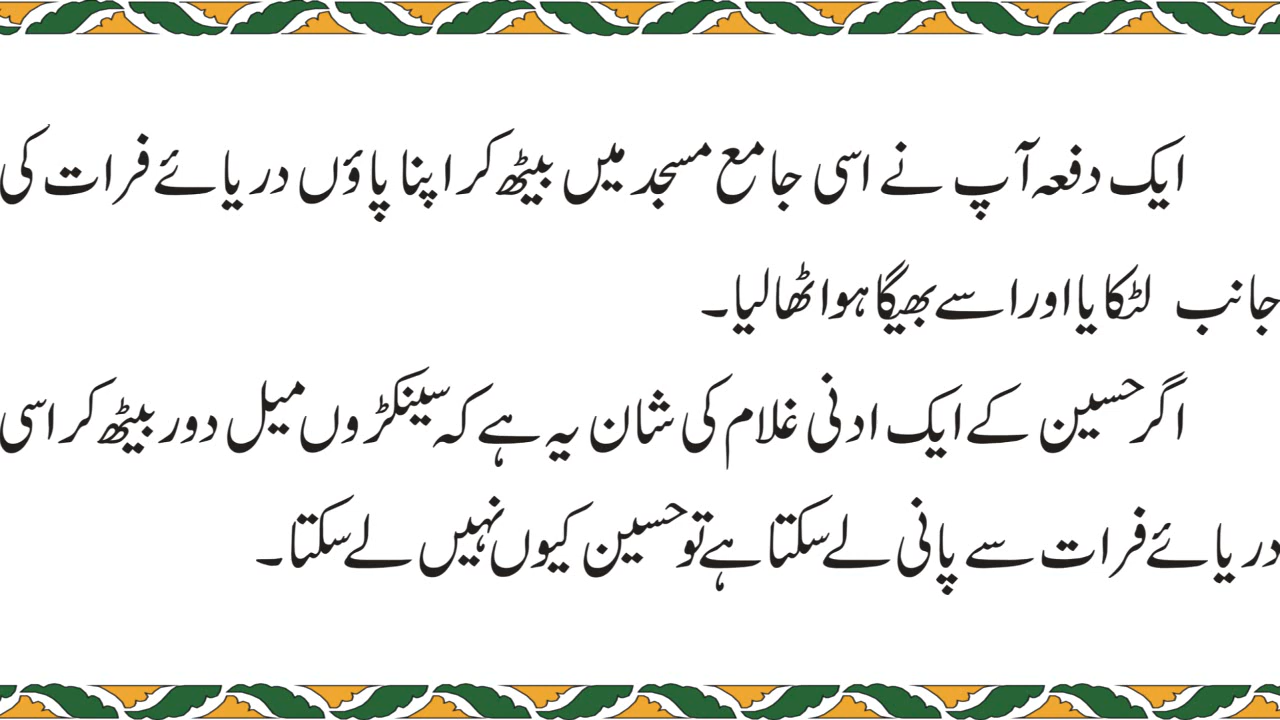 ایک دفعہ آپ نے اسی جامع مسجد میں بیٹھ کر اپنا پاؤں دریائے فرات کی
جانب لٹکایا اور اسے بھیگا ہوا اٹھا لیا۔
اگر حسین کے ایک ادنی غلام کی شان یہ ہے کہ سینکڑوں میل دور بیٹھ کر اسی
دریائے فرات سے پانی لے سکتا ہے تو حسین کیوں نہیں لے سکتا۔